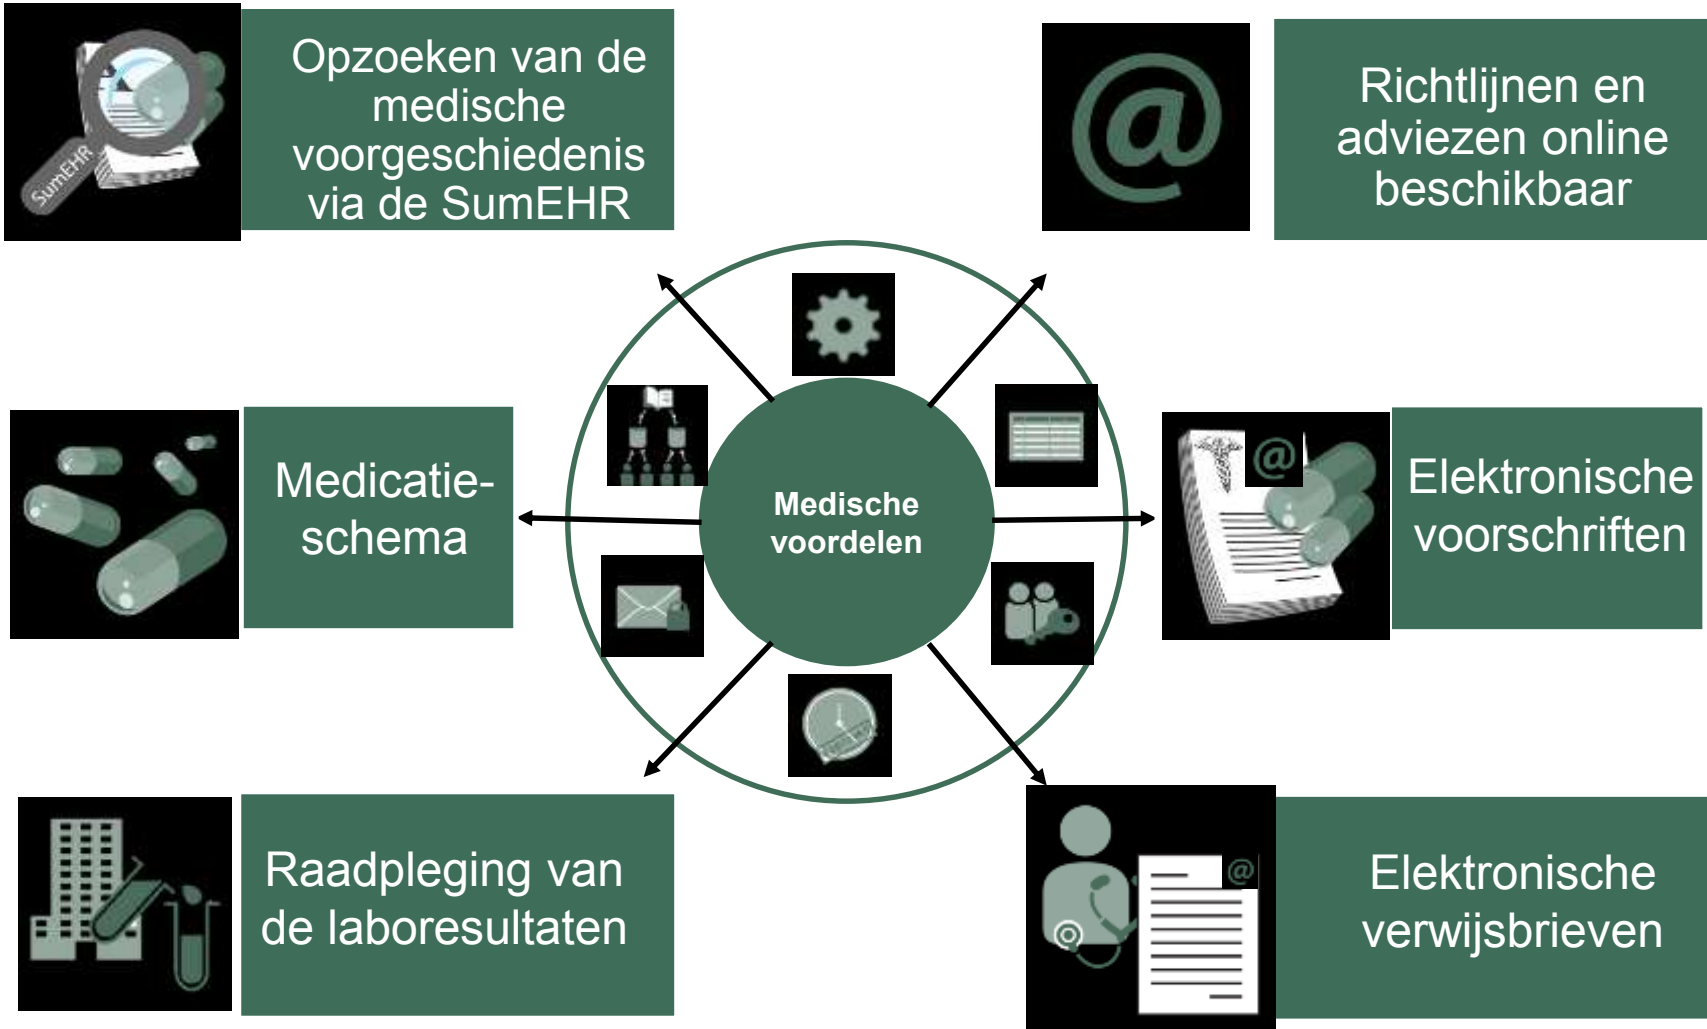 Opzoeken van de
medische
voorgeschiedenis
via de SumEHR
SumEHR
@
Richtlijnen en
adviezen online
beschikbaar
Medicatie-
schema
Medische
voordelen
@
Elektronische
voorschriften
Raadpleging van
de laboresultaten
@
Elektronische
verwijsbrieven